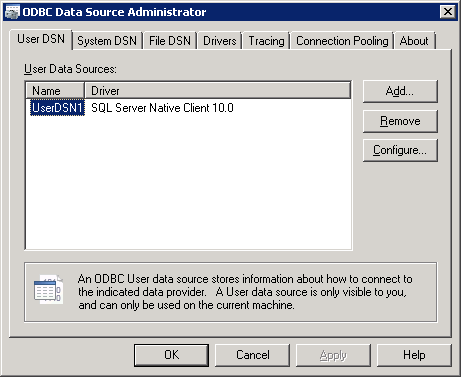 ODBC Data Source Administrator
User DSN System DSN File DSN Drivers Tracing Connection Pooling About
User Data Sources:
Name Driver
UserDSN1 SQL Server Native Client 10.0
Add...
Remove
Configure...
An ODBC User data source stores information about how to connect
to the indicated data provider. A User data source is only visible to you,
and can only be used on the current machine.
OK Cancel Apply Help